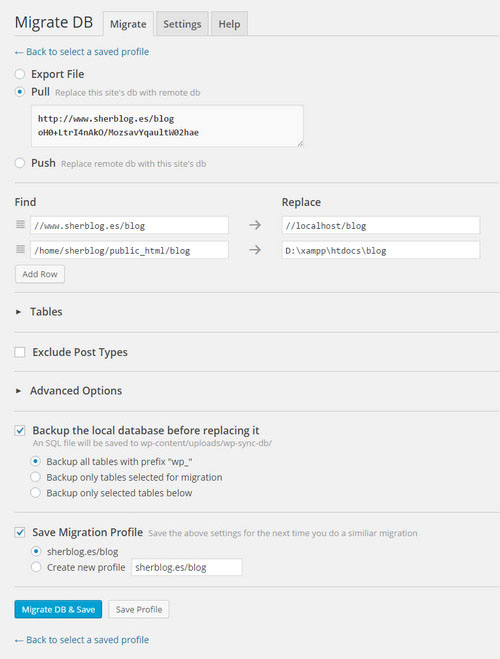 Migrate DB Migrate Settings Help
← Back to select a saved profile
Export File
Pull Replace this site's db with remote db
http://www.sherblog.es/blog
oH0+LtrI4nAkO/MozsavYqaultW02hae
Push Replace remote db with this site's db
Find Replace
//www.sherblog.es/blog → //localhost/blog
/home/sherblog/public_html/blog → D:\xampp\htdocs\blog
Add Row
Tables
Exclude Post Types
Advanced Options
Backup the local database before replacing it
An SQL file will be saved to wp-content/uploads/wp-sync-db/
Backup all tables with prefix "wp_"
Backup only tables selected for migration
Backup only selected tables below
Save Migration Profile Save the above settings for the next time you do a similiar migration
sherblog.es/blog
Create new profile sherblog.es/blog
Migrate DB & Save Save Profile
← Back to select a saved profile